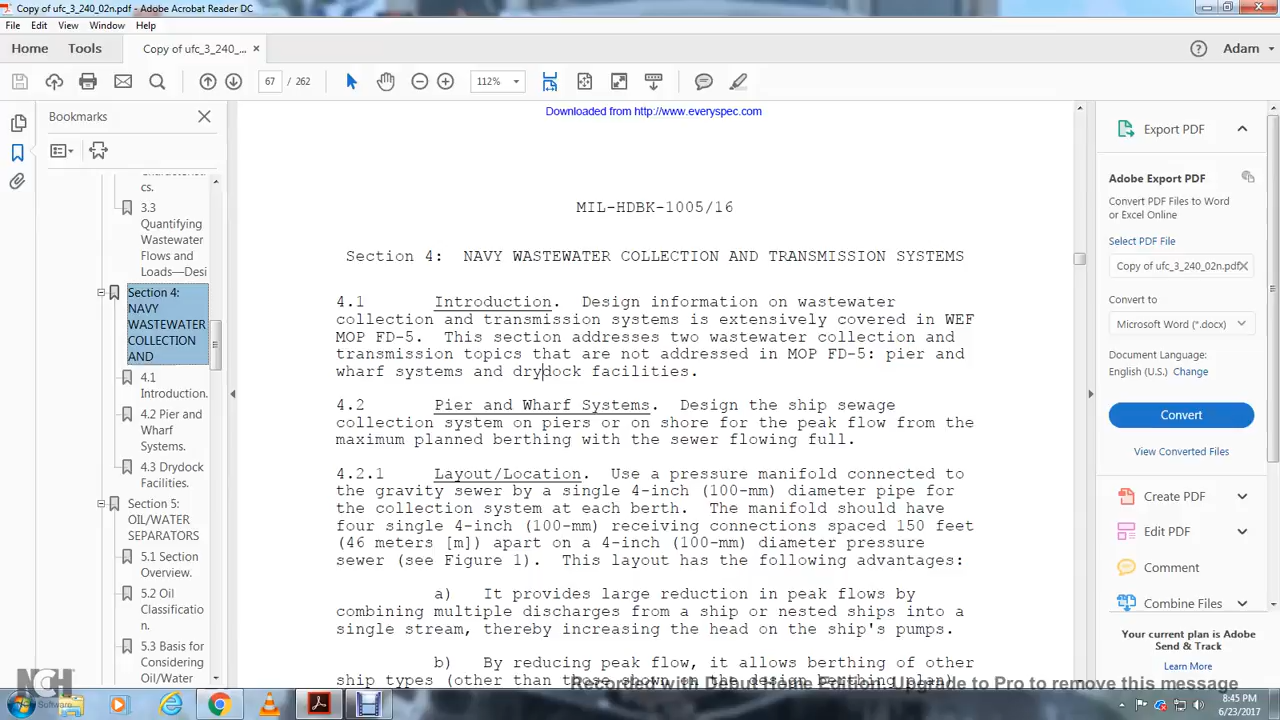 Copy of ufc_3_240_02n.pdf - Adobe Acrobat Reader DC
File Edit View Window Help
Home Tools Copy of ufc_3_240_02n.... × Adam
67 / 262 112%
Bookmarks
cs.
3.3
Quantifying
Wastewater
Flows and
Loads—Desi
Section 4:
NAVY
WASTEWATER
COLLECTION
AND
4.1
Introduction.
4.2 Pier and
Wharf
Systems.
4.3 Drydock
Facilities.
Section 5:
OIL/WATER
SEPARATORS
5.1 Section
Overview.
5.2 Oil
Classificatio
n.
5.3 Basis for
Considering
Oil/Water
Downloaded from http://www.everyspec.com
MIL-HDBK-1005/16
Section 4: NAVY WASTEWATER COLLECTION AND TRANSMISSION SYSTEMS
4.1 Introduction. Design information on wastewater
collection and transmission systems is extensively covered in WEF
MOP FD-5. This section addresses two wastewater collection and
transmission topics that are not addressed in MOP FD-5: pier and
wharf systems and drydock facilities.
4.2 Pier and Wharf Systems. Design the ship sewage
collection system on piers or on shore for the peak flow from the
maximum planned berthing with the sewer flowing full.
4.2.1 Layout/Location. Use a pressure manifold connected to
the gravity sewer by a single 4-inch (100-mm) diameter pipe for
the collection system at each berth. The manifold should have
four single 4-inch (100-mm) receiving connections spaced 150 feet
(46 meters [m]) apart on a 4-inch (100-mm) diameter pressure
sewer (see Figure 1). This layout has the following advantages:
a) It provides large reduction in peak flows by
combining multiple discharges from a ship or nested ships into a
single stream, thereby increasing the head on the ship's pumps.
b) By reducing peak flow, it allows berthing of other
ship types (other than those shown on the design berthing plan)
Export PDF
Adobe Export PDF
Convert PDF Files to Word
or Excel Online
Select PDF File
Copy of ufc_3_240_02n.pdf
Convert to
Microsoft Word (*.docx)
Document Language:
English (U.S.) Change
Convert
View Converted Files
Create PDF
Edit PDF
Comment
Combine Files
Your current plan is Adobe
Send & Track
Learn More
NCH
Software
Recorded with Debut Home Edition. Upgrade to Pro to remove this message
8:45 PM
6/23/2017